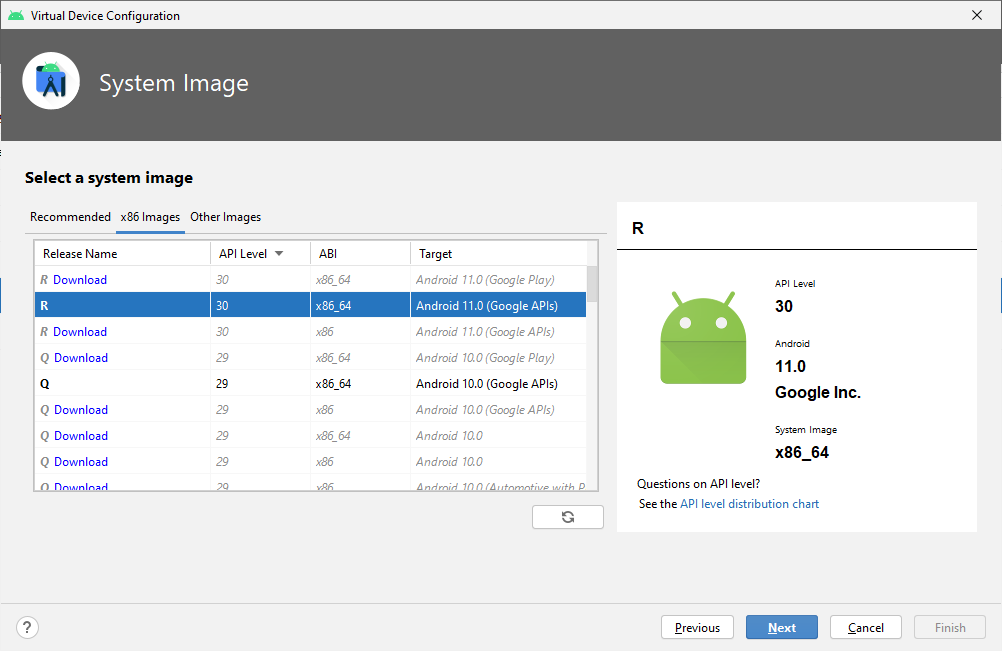 Virtual Device Configuration
System Image
Select a system image
Recommended x86 Images Other Images
Release Name API Level ABI Target
R Download 30 x86_64 Android 11.0 (Google Play)
R 30 x86_64 Android 11.0 (Google APIs)
R Download 30 x86 Android 11.0 (Google APIs)
Q Download 29 x86_64 Android 10.0 (Google Play)
Q 29 x86_64 Android 10.0 (Google APIs)
Q Download 29 x86 Android 10.0 (Google APIs)
Q Download 29 x86_64 Android 10.0
Q Download 29 x86 Android 10.0
Q Download 29 x86 Android 10.0 (Automotive with P
R
API Level
30
Android
11.0
Google Inc.
System Image
x86_64
Questions on API level?
See the API level distribution chart
?
Previous Next Cancel Finish